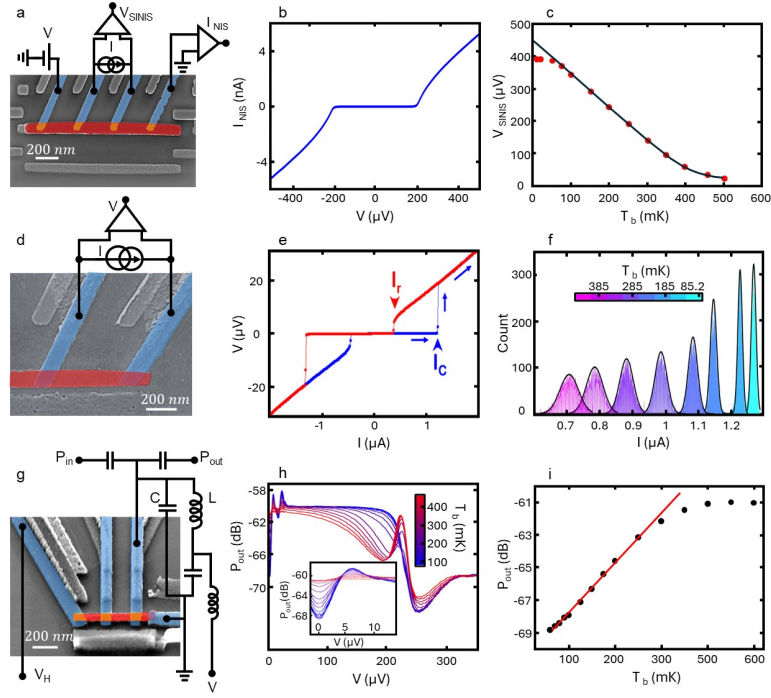 a
V
V_SINIS
I
I_NIS
200 nm
b
I_NIS (nA)
4
0
-4
-400 -200 0 200 400
V (µV)
c
V_SINIS (µV)
500
400
300
200
100
0
0 100 200 300 400 500 600
T_b (mK)
d
V
I
200 nm
e
V (µV)
20
0
-20
I_r
I_C
-1 0 1
I (µA)
f
T_b (mK)
385 285 185 85.2
Count
300
200
100
0
0.7 0.8 0.9 1 1.1 1.2
I (µA)
g
P_in
P_out
C
L
200 nm
V_H
V
h
P_out (dB)
-58
-62
-66
-70
400
300
200
100
T_b (mK)
P_out (dB)
-60
-64
-68
0 5 10
V (µV)
0 100 200 300
V (µV)
i
P_out (dB)
-61
-63
-65
-67
-69
100 200 300 400 500 600
T_b (mK)